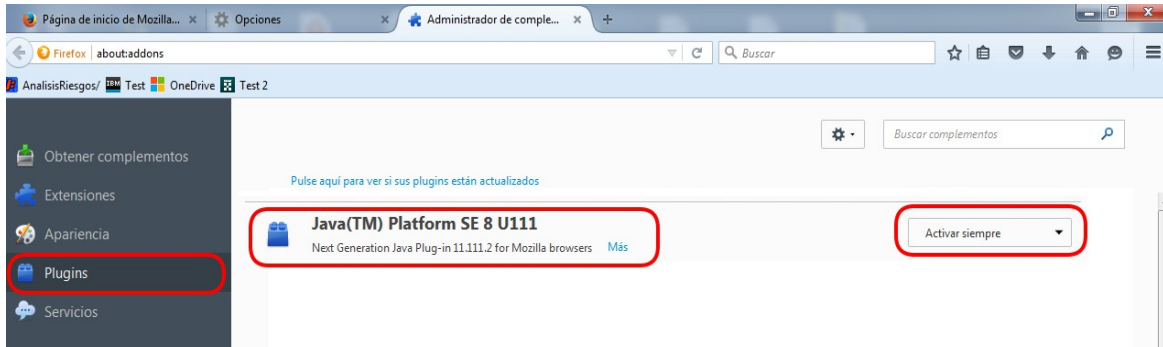 Página de inicio de Mozilla...
Opciones
Administrador de comple...
Firefox about:addons
Buscar
AnalisisRiesgos/ IBM Test OneDrive Test 2
Buscar complementos
Obtener complementos
Pulse aquí para ver si sus plugins están actualizados
Extensiones
Java(TM) Platform SE 8 U111
Next Generation Java Plug-in 11.111.2 for Mozilla browsers Más
Activar siempre
Apariencia
Plugins
Servicios